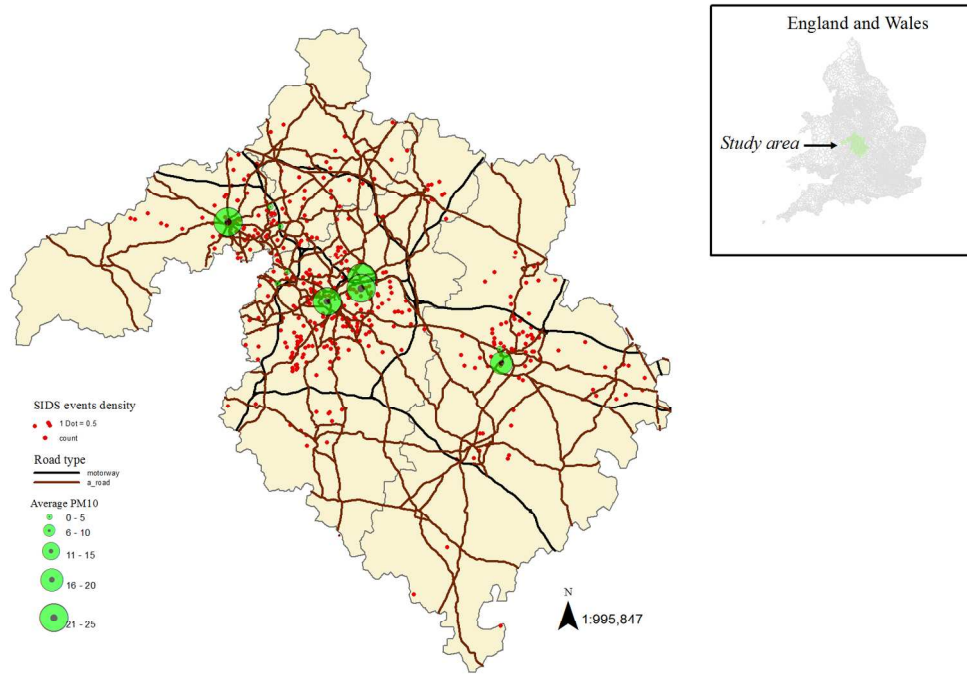 England and Wales
Study area
SIDS events density
1 Dot = 0.5
count
Road type
motorway
a_road
Average PM10
0 - 5
6 - 10
11 - 15
16 - 20
21 - 25
N
1:995,847